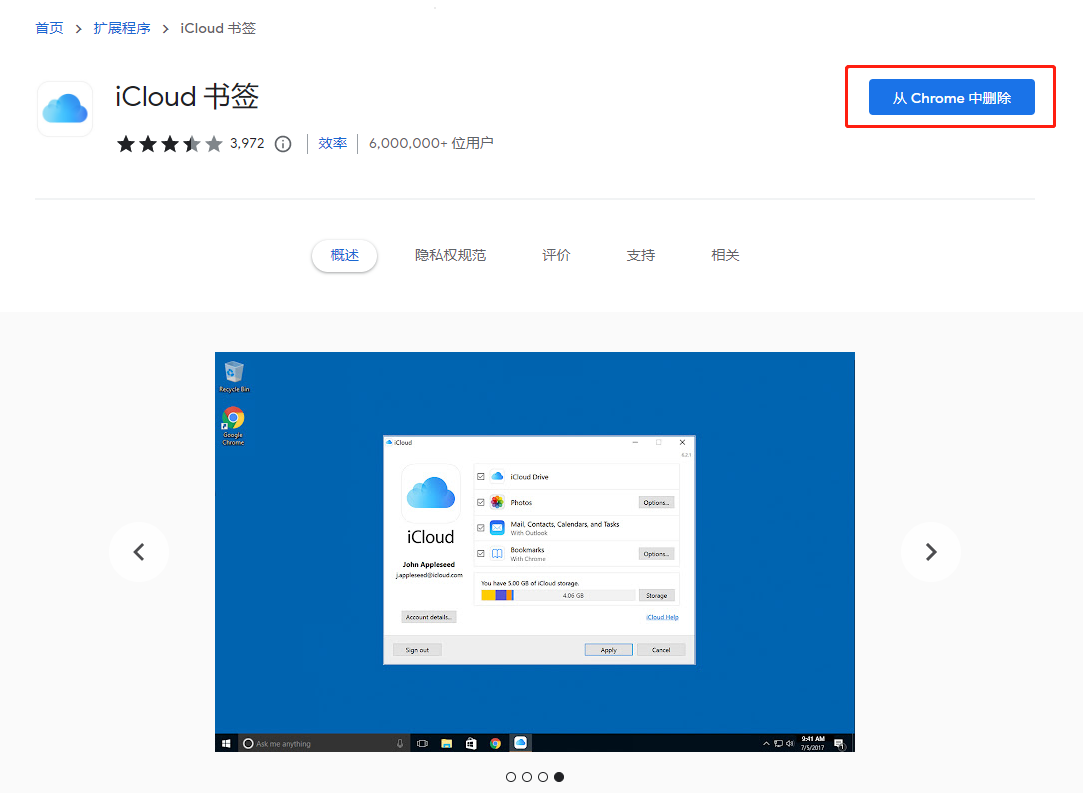 首页 > 扩展程序 > iCloud 书签
iCloud 书签
从 Chrome 中删除
3,972 效率 6,000,000+ 位用户
概述 隐私权规范 评价 支持 相关
Recycle Bin
Google
Chrome
iCloud
iCloud Drive
Photos Options...
Mail, Contacts, Calendars, and Tasks
With Outlook
Bookmarks
With Chrome
Options...
iCloud
John Appleseed
j.appleseed@icloud.com
You have 5.00 GB of iCloud storage.
4.06 GB Storage
Account details...
iCloud Help
Sign out Apply Cancel
Ask me anything
9:41 AM
7/5/2017